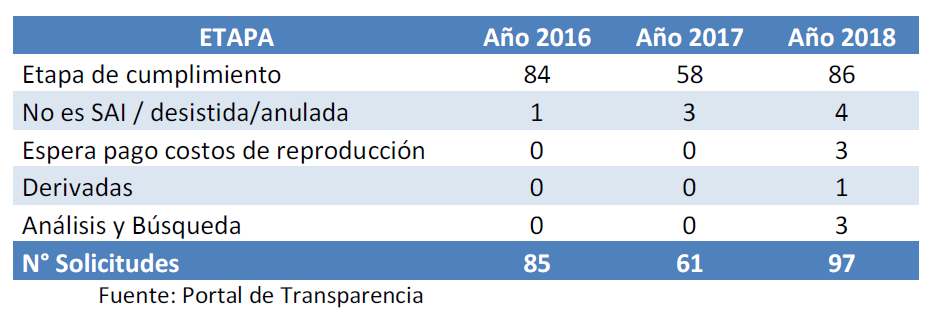 ETAPA Año 2016 Año 2017 Año 2018
Etapa de cumplimiento 84 58 86
No es SAI / desistida/anulada 1 3 4
Espera pago costos de reproducción 0 0 3
Derivadas 0 0 1
Análisis y Búsqueda 0 0 3
N° Solicitudes 85 61 97
Fuente: Portal de Transparencia